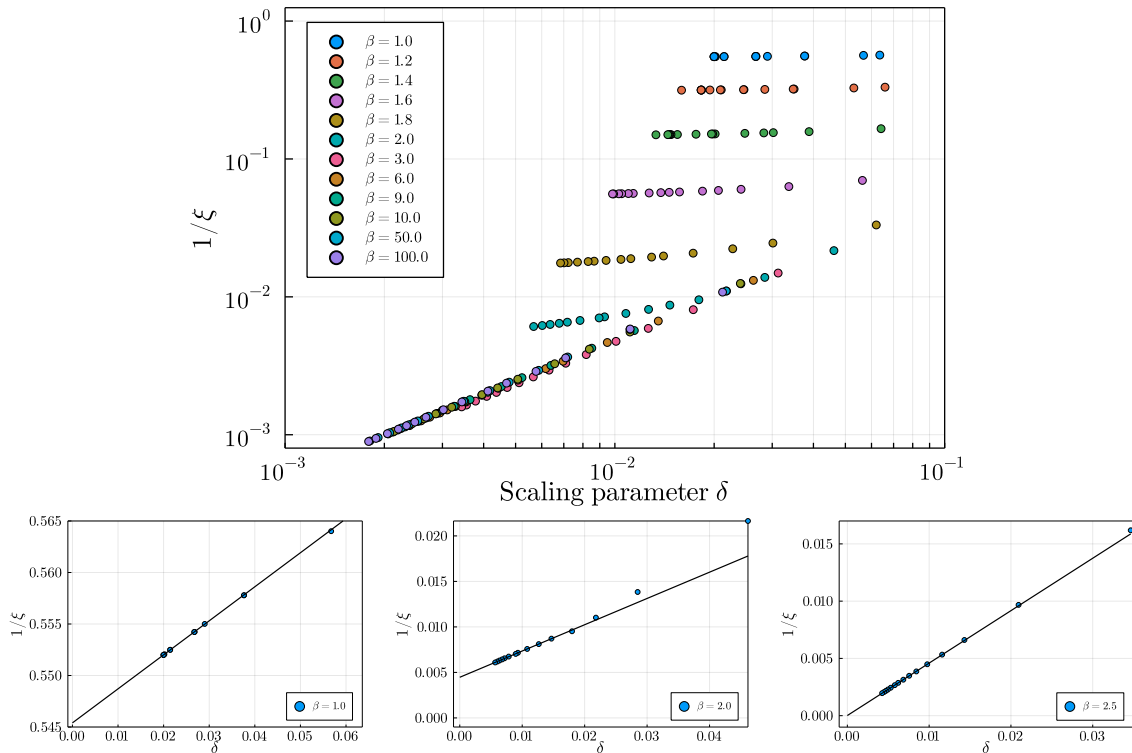 10^0
10^{-1}
10^{-2}
10^{-3}
1/ξ
β = 1.0
β = 1.2
β = 1.4
β = 1.6
β = 1.8
β = 2.0
β = 3.0
β = 6.0
β = 9.0
β = 10.0
β = 50.0
β = 100.0
10^{-3} 10^{-2} 10^{-1}
Scaling parameter δ
0.565
0.560
0.555
0.550
0.545
1/ξ
β = 1.0
0.00 0.01 0.02 0.03 0.04 0.05 0.06
δ
0.020
0.015
0.010
0.005
0.000
1/ξ
β = 2.0
0.00 0.01 0.02 0.03 0.04
δ
0.015
0.010
0.005
0.000
1/ξ
β = 2.5
0.00 0.01 0.02 0.03
δ